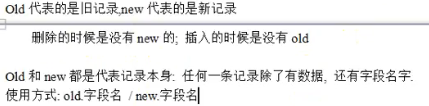 Old 代表的是旧记录,new 代表的是新记录
删除的时候是没有 new 的; 插入的时候是没有 old
Old 和 new 都是代表记录本身: 任何一条记录除了有数据, 还有字段名字.
使用方式: old.字段名 / new.字段名